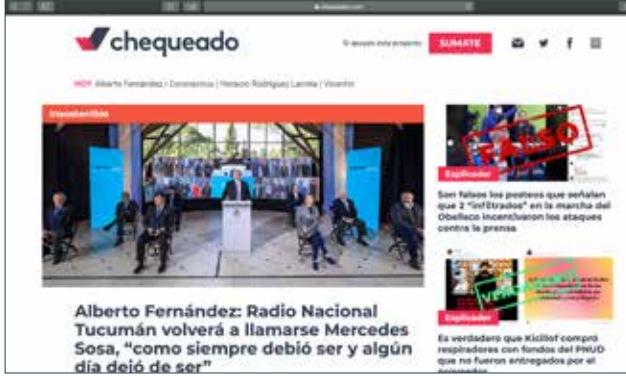 chequeado
SUMATE
HOY Alberto Fernández | Coronavirus | Horacio Rodríguez Larreta | Vicentin
Insostenible
Alberto Fernández: Radio Nacional
Tucumán volverá a llamarse Mercedes
Sosa, “como siempre debió ser y algún
día dejó de ser”
FALSO
Explicador
Son falsos los posteos que señalan
que 2 “infiltrados” en la marcha del
Obelisco incentivaron los ataques
contra la prensa
Explicador
Es verdadero que Kicillof compró
respiradores con fondos del PNUD
que no fueron entregados por el
proveedor